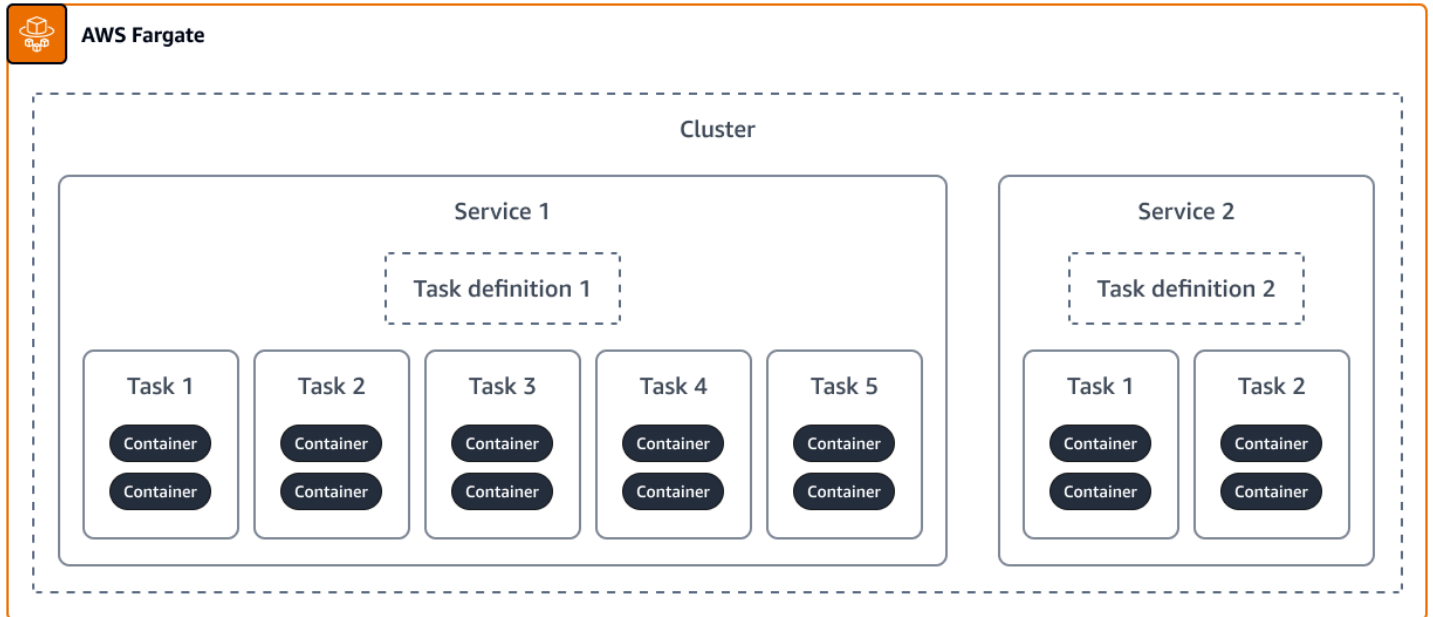 AWS Fargate
Cluster
Service 1
Task definition 1
Task 1
Container
Container
Task 2
Container
Container
Task 3
Container
Container
Task 4
Container
Container
Task 5
Container
Container
Service 2
Task definition 2
Task 1
Container
Container
Task 2
Container
Container